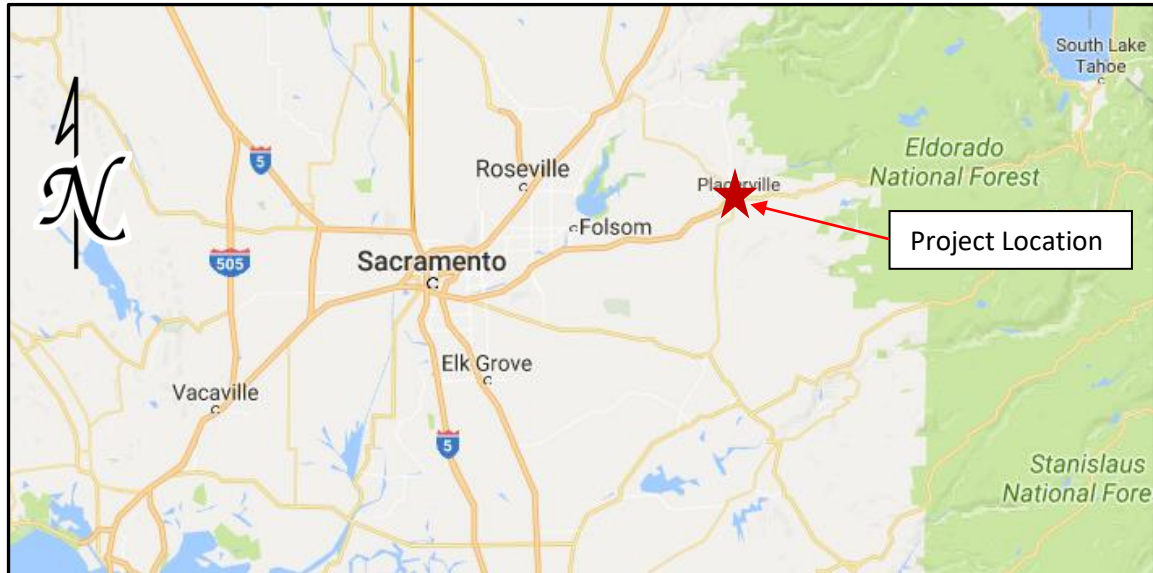 South Lake
Tahoe
Eldorado
National Forest
5
Roseville
Placerville
N
Folsom
Project Location
505
Sacramento
Elk Grove
Vacaville
5
Stanislaus
National Fore